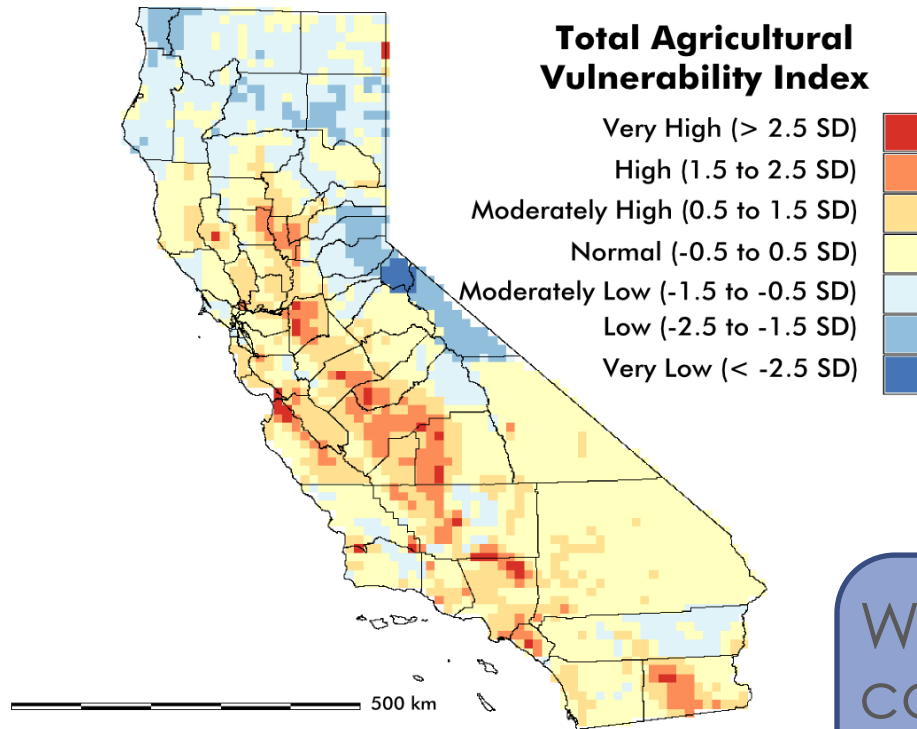 Total Agricultural
Vulnerability Index
Very High (> 2.5 SD)
High (1.5 to 2.5 SD)
Moderately High (0.5 to 1.5 SD)
Normal (-0.5 to 0.5 SD)
Moderately Low (-1.5 to -0.5 SD)
Low (-2.5 to -1.5 SD)
Very Low (< -2.5 SD)
500 km